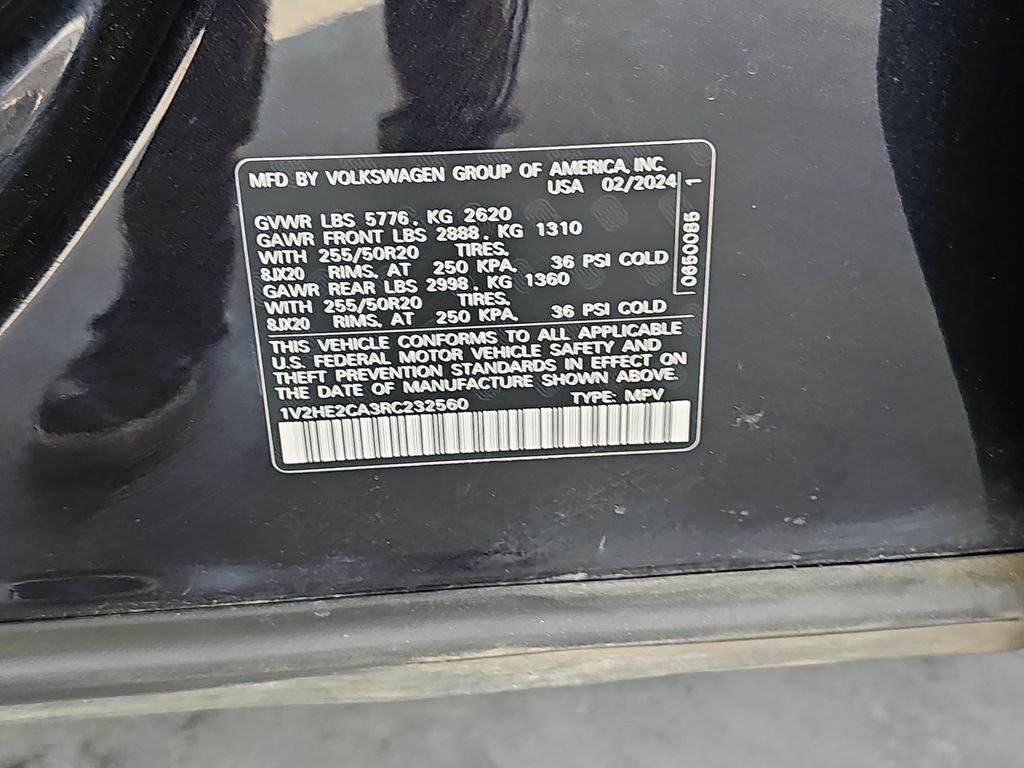 MFD BY VOLKSWAGEN GROUP OF AMERICA, INC.
USA 02/2024
GVWR LBS 5776. KG 2620
GAWR FRONT LBS 2888. KG 1310
WITH 255/50R20 TIRES.
8JX20 RIMS. AT 250 KPA. 36 PSI COLD
GAWR REAR LBS 2998. KG 1360
WITH 255/50R20 TIRES.
8JX20 RIMS. AT 250 KPA. 36 PSI COLD
THIS VEHICLE CONFORMS TO ALL APPLICABLE
U.S. FEDERAL MOTOR VEHICLE SAFETY AND
THEFT PREVENTION STANDARDS IN EFFECT ON
THE DATE OF MANUFACTURE SHOWN ABOVE.
1V2HE2CA3RC232560 TYPE: MPV
0650085 1